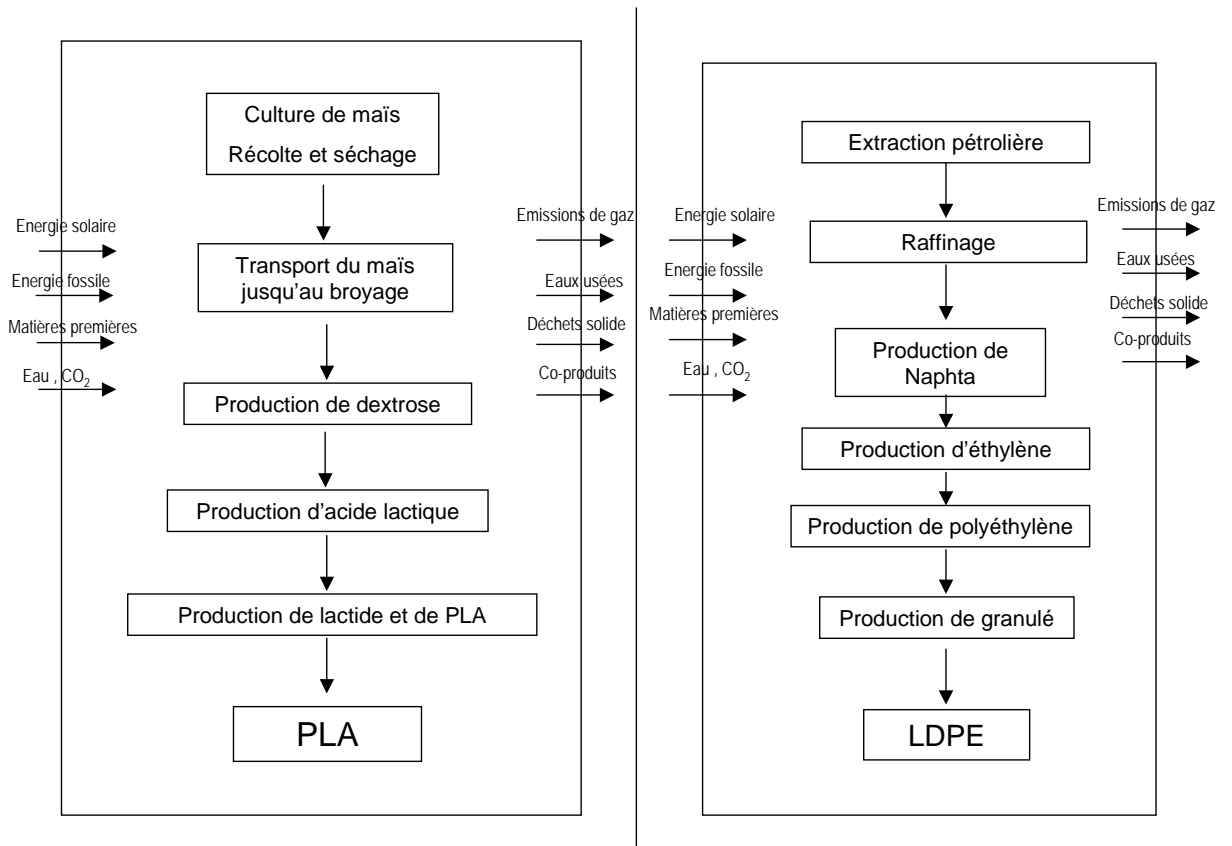 Culture de maïs
Récolte et séchage
Energie solaire
Energie fossile
Matières premières
Eau , CO₂
Transport du maïs
jusqu'au broyage
Emissions de gaz
Eaux usées
Déchets solide
Co-produits
Production de dextrose
Production d'acide lactique
Production de lactide et de PLA
PLA
Extraction pétrolière
Energie solaire
Energie fossile
Matières premières
Eau , CO₂
Raffinage
Emissions de gaz
Eaux usées
Déchets solide
Co-produits
Production de
Naphta
Production d'éthylène
Production de polyéthylène
Production de granulé
LDPE